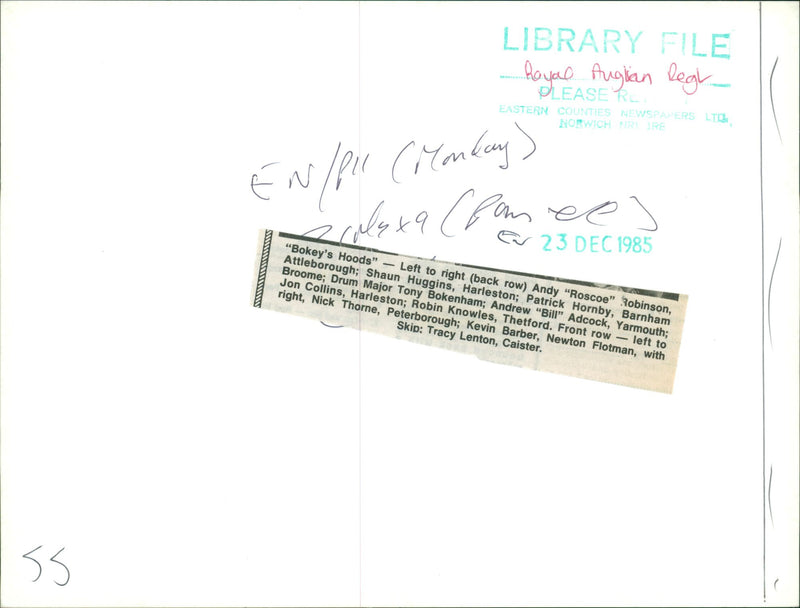 LIBRARY FILE
Royal Anglian Regt
PLEASE
EASTERN COUNTIES NEWSPAPERS LTD.
NORWICH NR1 1RE
EN/P11 (Monday)
EN 23 DEC 1985
"Bokey's Hoods" — Left to right (back row) Andy "Roscoe" Robinson,
Attleborough; Shaun Huggins, Harleston; Patrick Hornby, Barnham
Broome; Drum Major Tony Bokenham; Andrew "Bill" Adcock, Yarmouth;
Jon Collins, Harleston; Robin Knowles, Thetford. Front row — left to
right, Nick Thorne, Peterborough; Kevin Barber, Newton Flotman, with
Skip: Tracy Lenton, Caister.
55